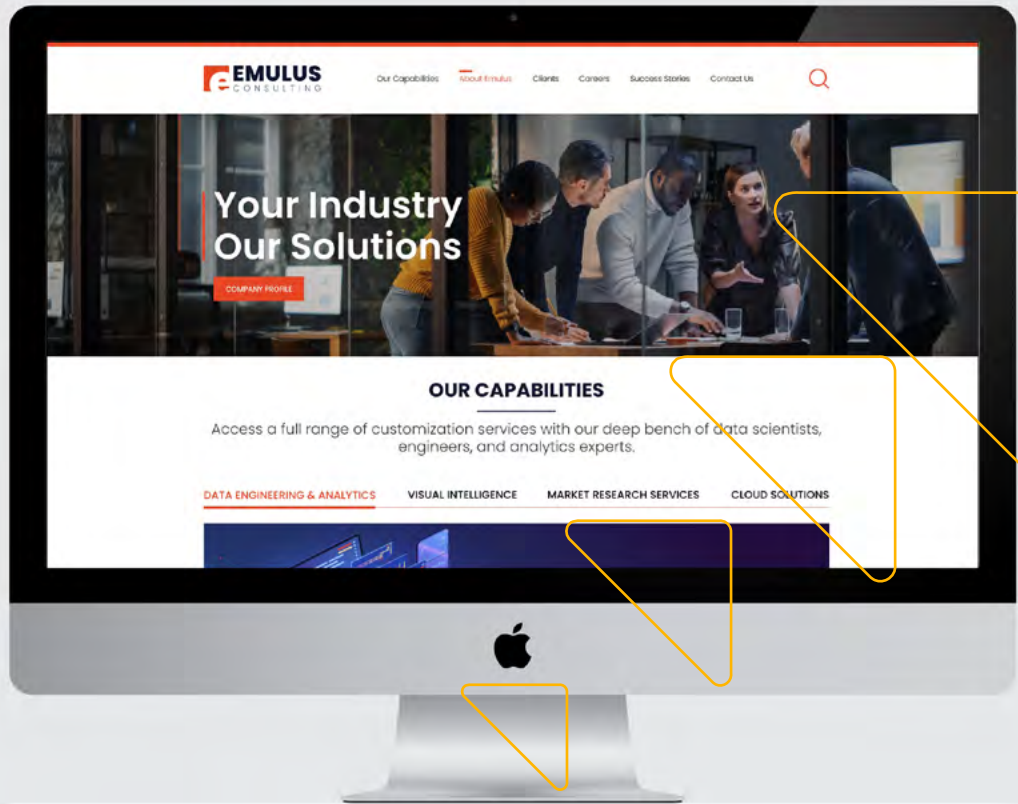 EMULUS
CONSULTING
Our Capabilities
About Emulus
Clients
Careers
Success Stories
Contact Us
Your Industry
Our Solutions
COMPANY PROFILE
OUR CAPABILITIES
Access a full range of customization services with our deep bench of data scientists,
engineers, and analytics experts.
DATA ENGINEERING & ANALYTICS
VISUAL INTELLIGENCE
MARKET RESEARCH SERVICES
CLOUD SOLUTIONS